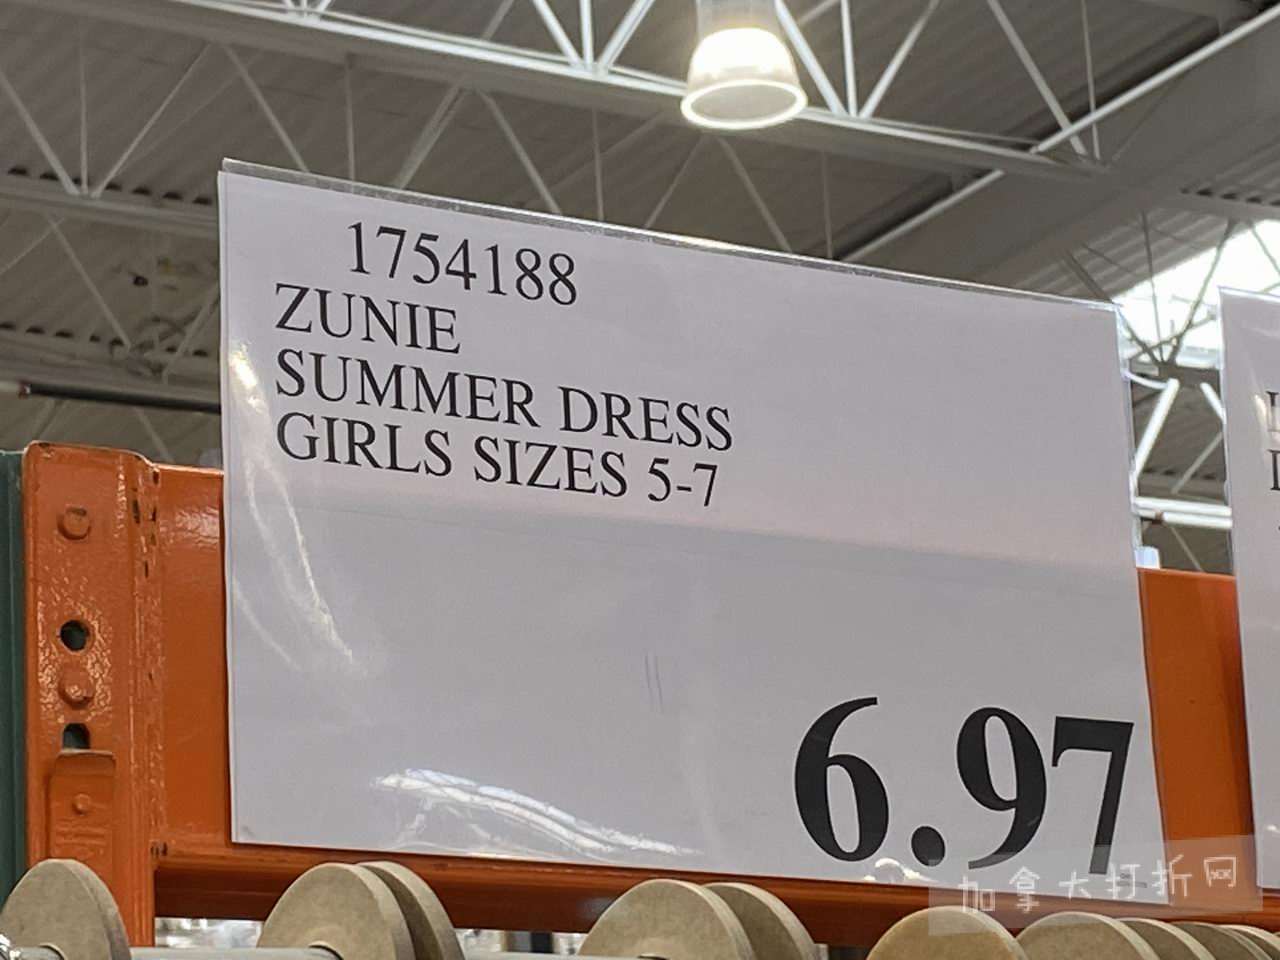 1754188
ZUNIE
SUMMER DRESS
GIRLS SIZES 5-7
6.97
加拿大打折网